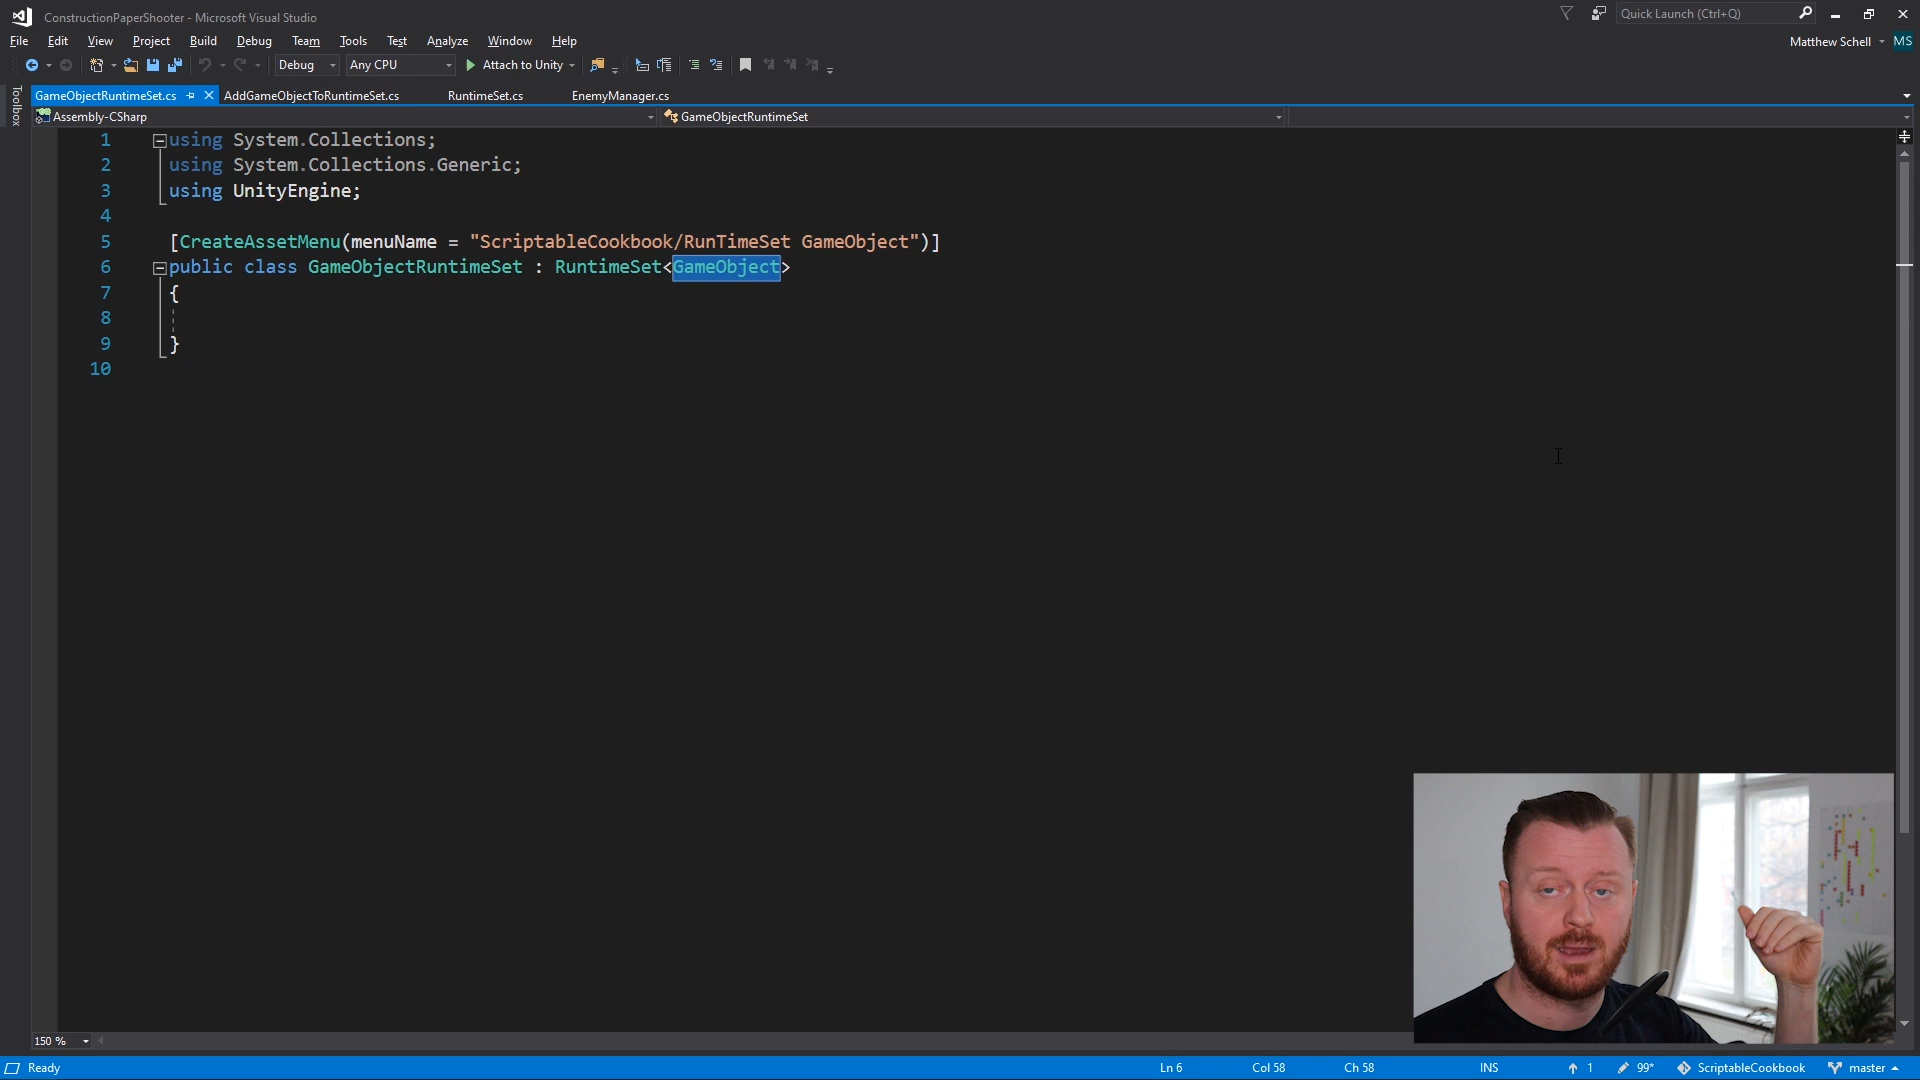 ConstructionPaperShooter - Microsoft Visual Studio
Quick Launch (Ctrl+Q)
File Edit View Project Build Debug Team Tools Test Analyze Window Help
Matthew Schell MS
Debug Any CPU Attach to Unity
Toolbox
GameObjectRuntimeSet.cs AddGameObjectToRuntimeSet.cs RuntimeSet.cs EnemyManager.cs
Assembly-CSharp GameObjectRuntimeSet
1 using System.Collections;
2 using System.Collections.Generic;
3 using UnityEngine;
4
5 [CreateAssetMenu(menuName = "ScriptableCookbook/RunTimeSet GameObject")]
6 public class GameObjectRuntimeSet : RuntimeSet<GameObject>
7 {
8
9 }
10
150 %
Ready Ln 6 Col 58 Ch 58 INS 1 99* ScriptableCookbook master